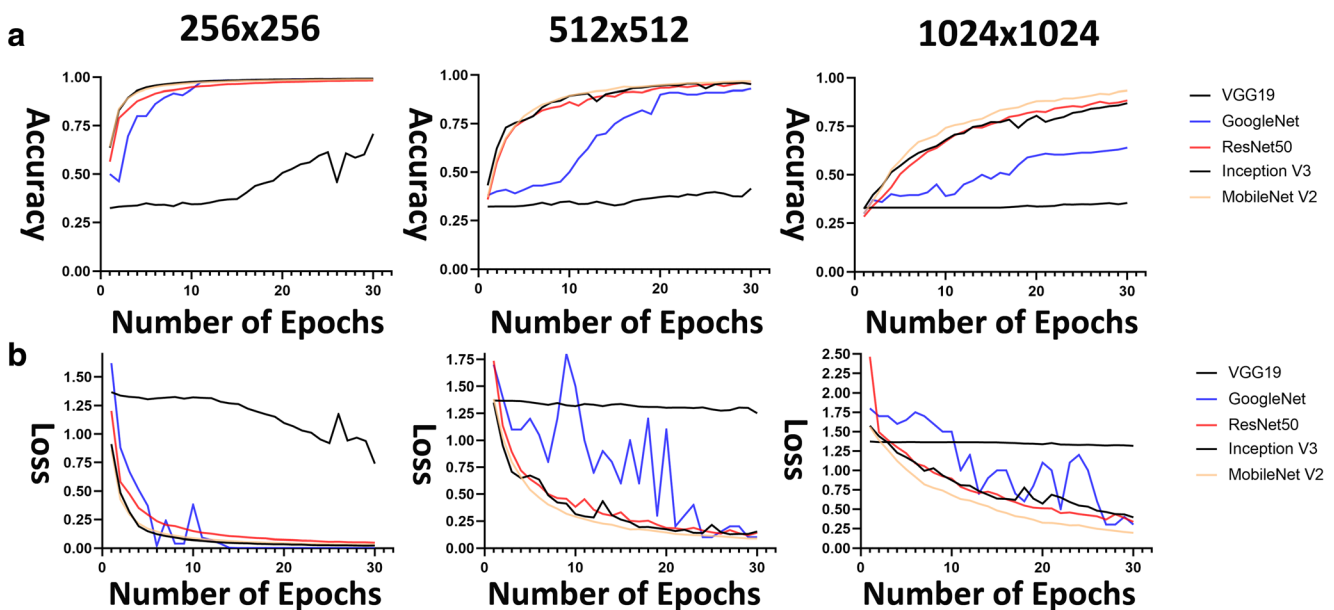 a
256x256
512x512
1024x1024
Accuracy
1.00
0.75
0.50
0.25
0.00
0
10
20
30
Number of Epochs
Accuracy
1.00
0.75
0.50
0.25
0.00
0
10
20
30
Number of Epochs
Accuracy
1.00
0.75
0.50
0.25
0.00
0
10
20
30
Number of Epochs
VGG19
GoogleNet
ResNet50
Inception V3
MobileNet V2
b
Loss
1.50
1.25
1.00
0.75
0.50
0.25
0.00
0
10
20
30
Number of Epochs
Loss
1.75
1.50
1.25
1.00
0.75
0.50
0.25
0.00
0
10
20
30
Number of Epochs
Loss
2.50
2.25
2.00
1.75
1.50
1.25
1.00
0.75
0.50
0.25
0.00
0
10
20
30
Number of Epochs
VGG19
GoogleNet
ResNet50
Inception V3
MobileNet V2